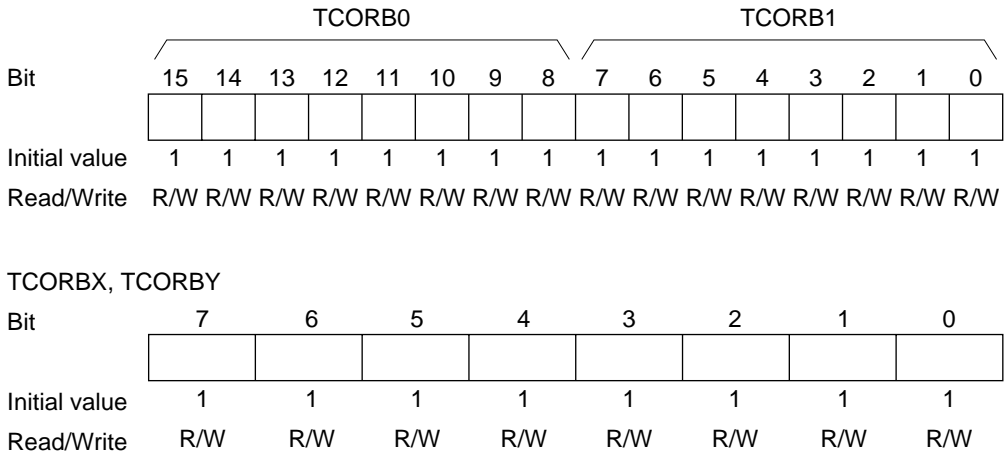 TCORB0 TCORB1
Bit 15 14 13 12 11 10 9 8 7 6 5 4 3 2 1 0
Initial value 1 1 1 1 1 1 1 1 1 1 1 1 1 1 1 1
Read/Write R/W R/W R/W R/W R/W R/W R/W R/W R/W R/W R/W R/W R/W R/W R/W R/W
TCORBX, TCORBY
Bit 7 6 5 4 3 2 1 0
Initial value 1 1 1 1 1 1 1 1
Read/Write R/W R/W R/W R/W R/W R/W R/W R/W